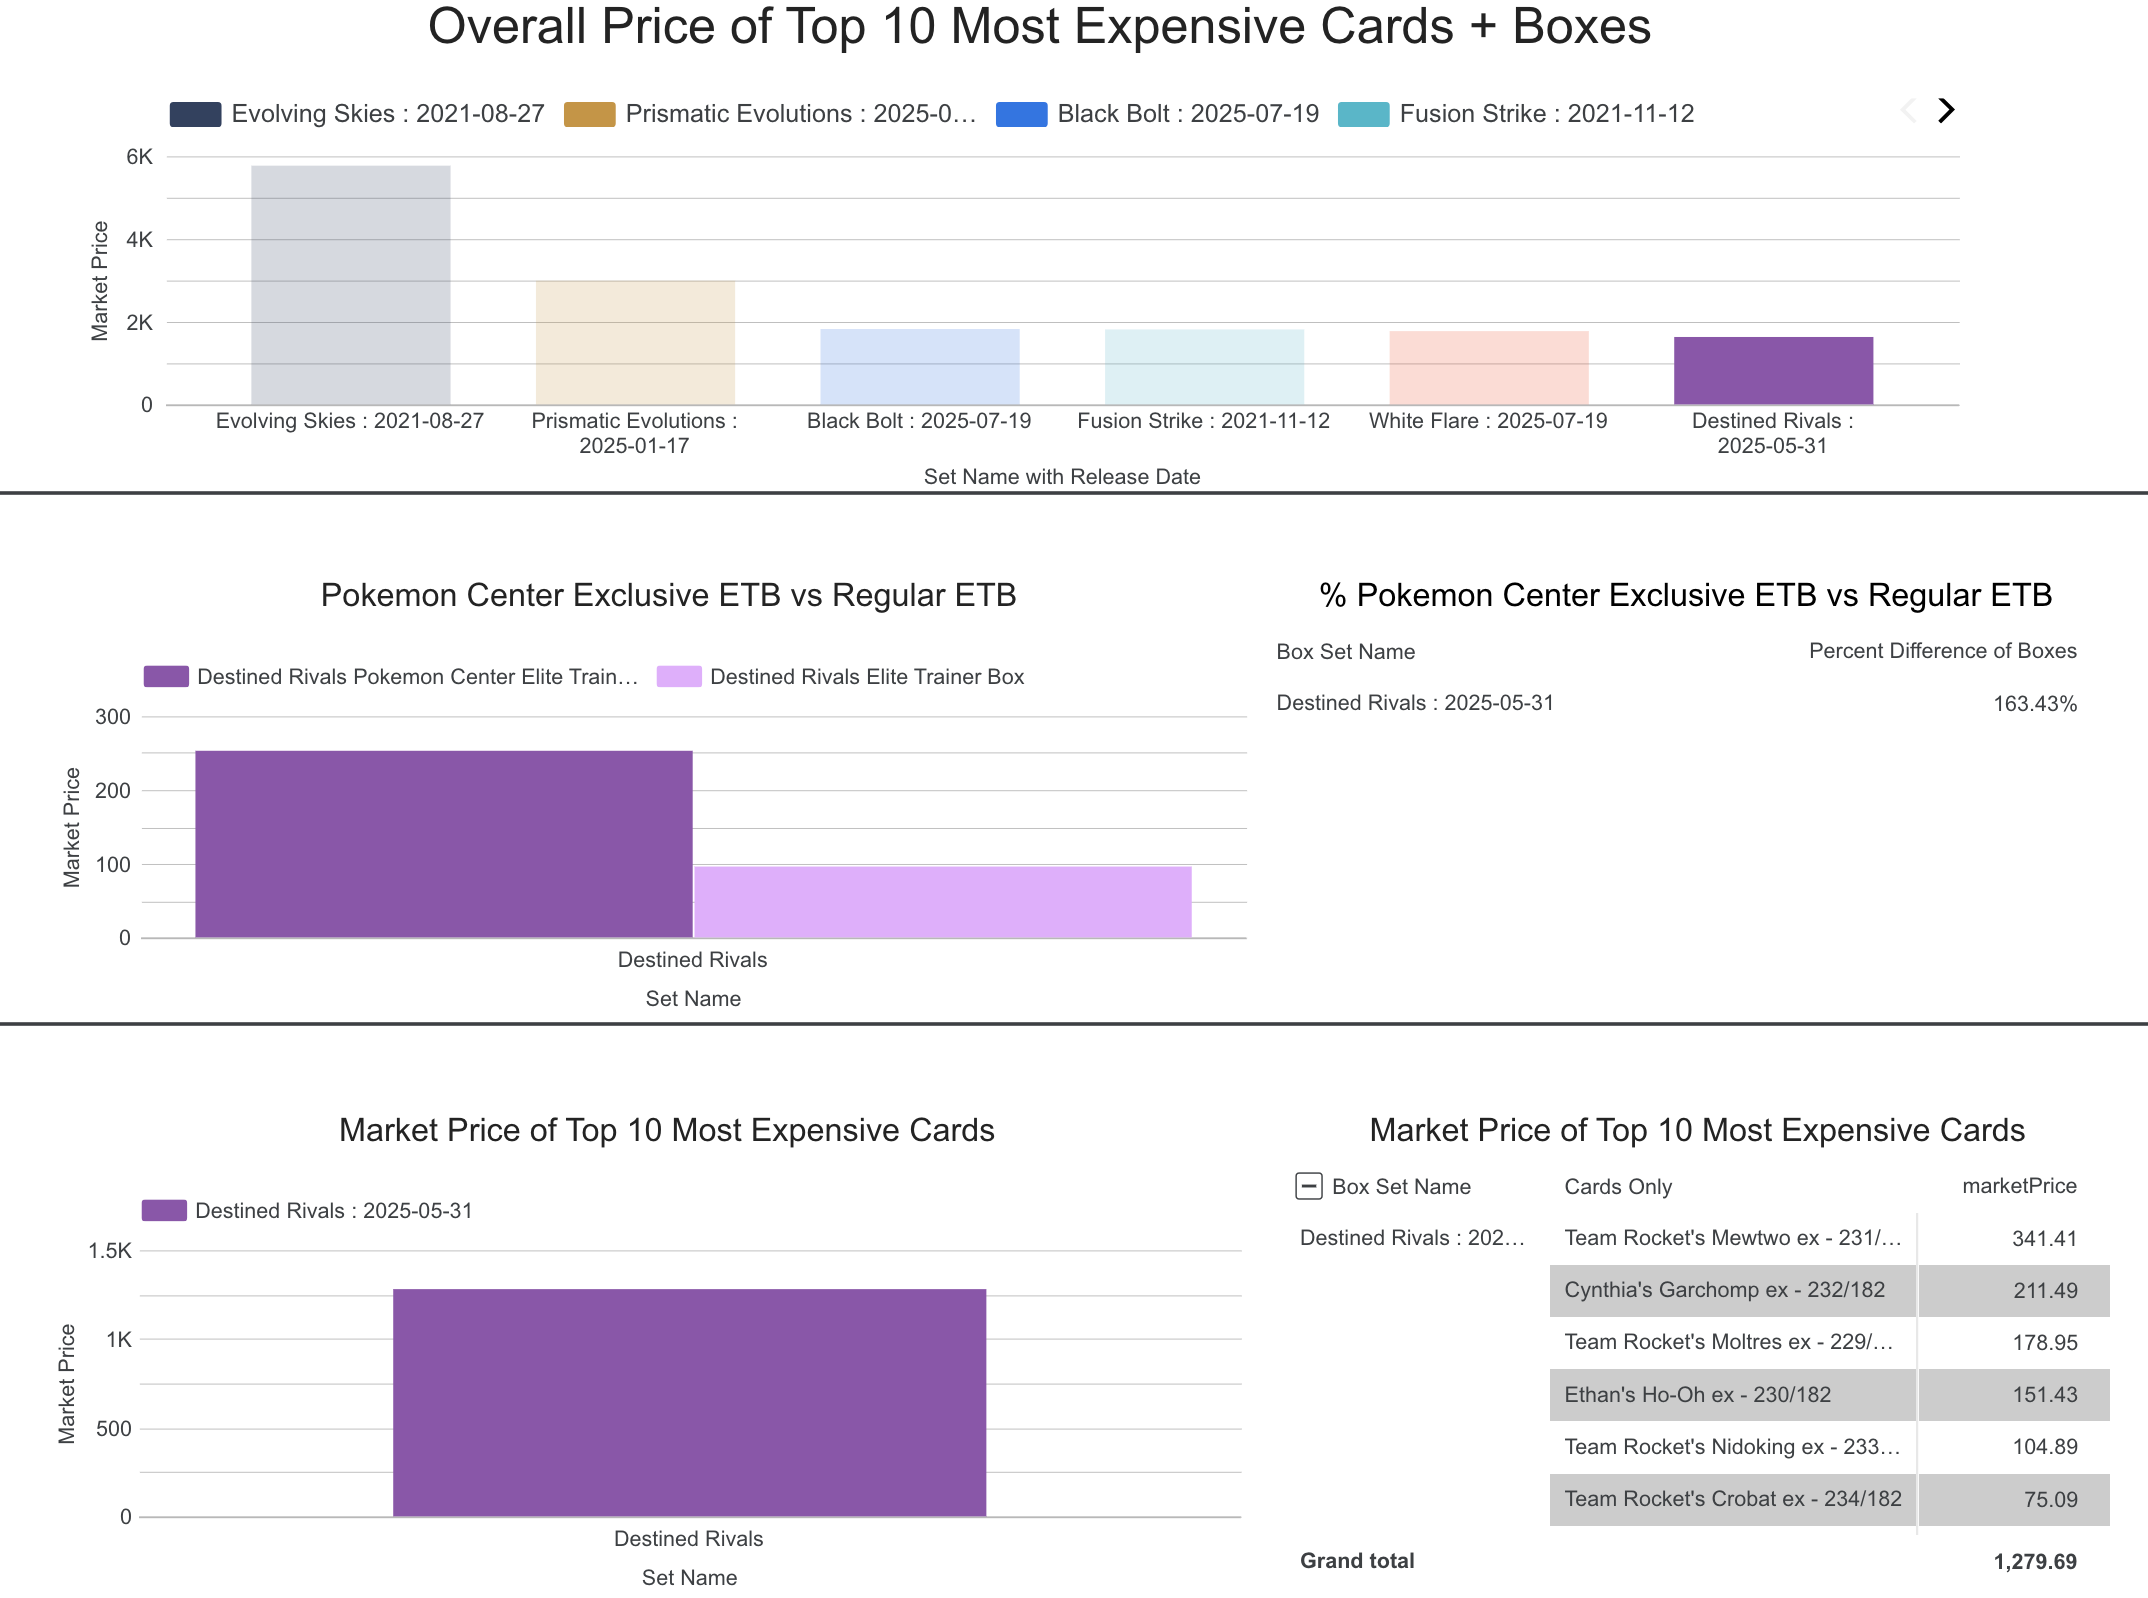 Overall Price of Top 10 Most Expensive Cards + Boxes
Evolving Skies : 2021-08-27 Prismatic Evolutions : 2025-0… Black Bolt : 2025-07-19 Fusion Strike : 2021-11-12
6K
4K
2K
0
Market Price
Evolving Skies : 2021-08-27 Prismatic Evolutions : Black Bolt : 2025-07-19 Fusion Strike : 2021-11-12 White Flare : 2025-07-19 Destined Rivals :
2025-01-17 2025-05-31
Set Name with Release Date
Pokemon Center Exclusive ETB vs Regular ETB
Destined Rivals Pokemon Center Elite Train… Destined Rivals Elite Trainer Box
300
200
100
0
Market Price
Destined Rivals
Set Name
% Pokemon Center Exclusive ETB vs Regular ETB
Box Set Name Percent Difference of Boxes
Destined Rivals : 2025-05-31 163.43%
Market Price of Top 10 Most Expensive Cards
Destined Rivals : 2025-05-31
1.5K
1K
500
0
Market Price
Destined Rivals
Set Name
Market Price of Top 10 Most Expensive Cards
Box Set Name Cards Only marketPrice
Destined Rivals : 202… Team Rocket's Mewtwo ex - 231/… 341.41
Cynthia's Garchomp ex - 232/182 211.49
Team Rocket's Moltres ex - 229/… 178.95
Ethan's Ho-Oh ex - 230/182 151.43
Team Rocket's Nidoking ex - 233… 104.89
Team Rocket's Crobat ex - 234/182 75.09
Grand total 1,279.69